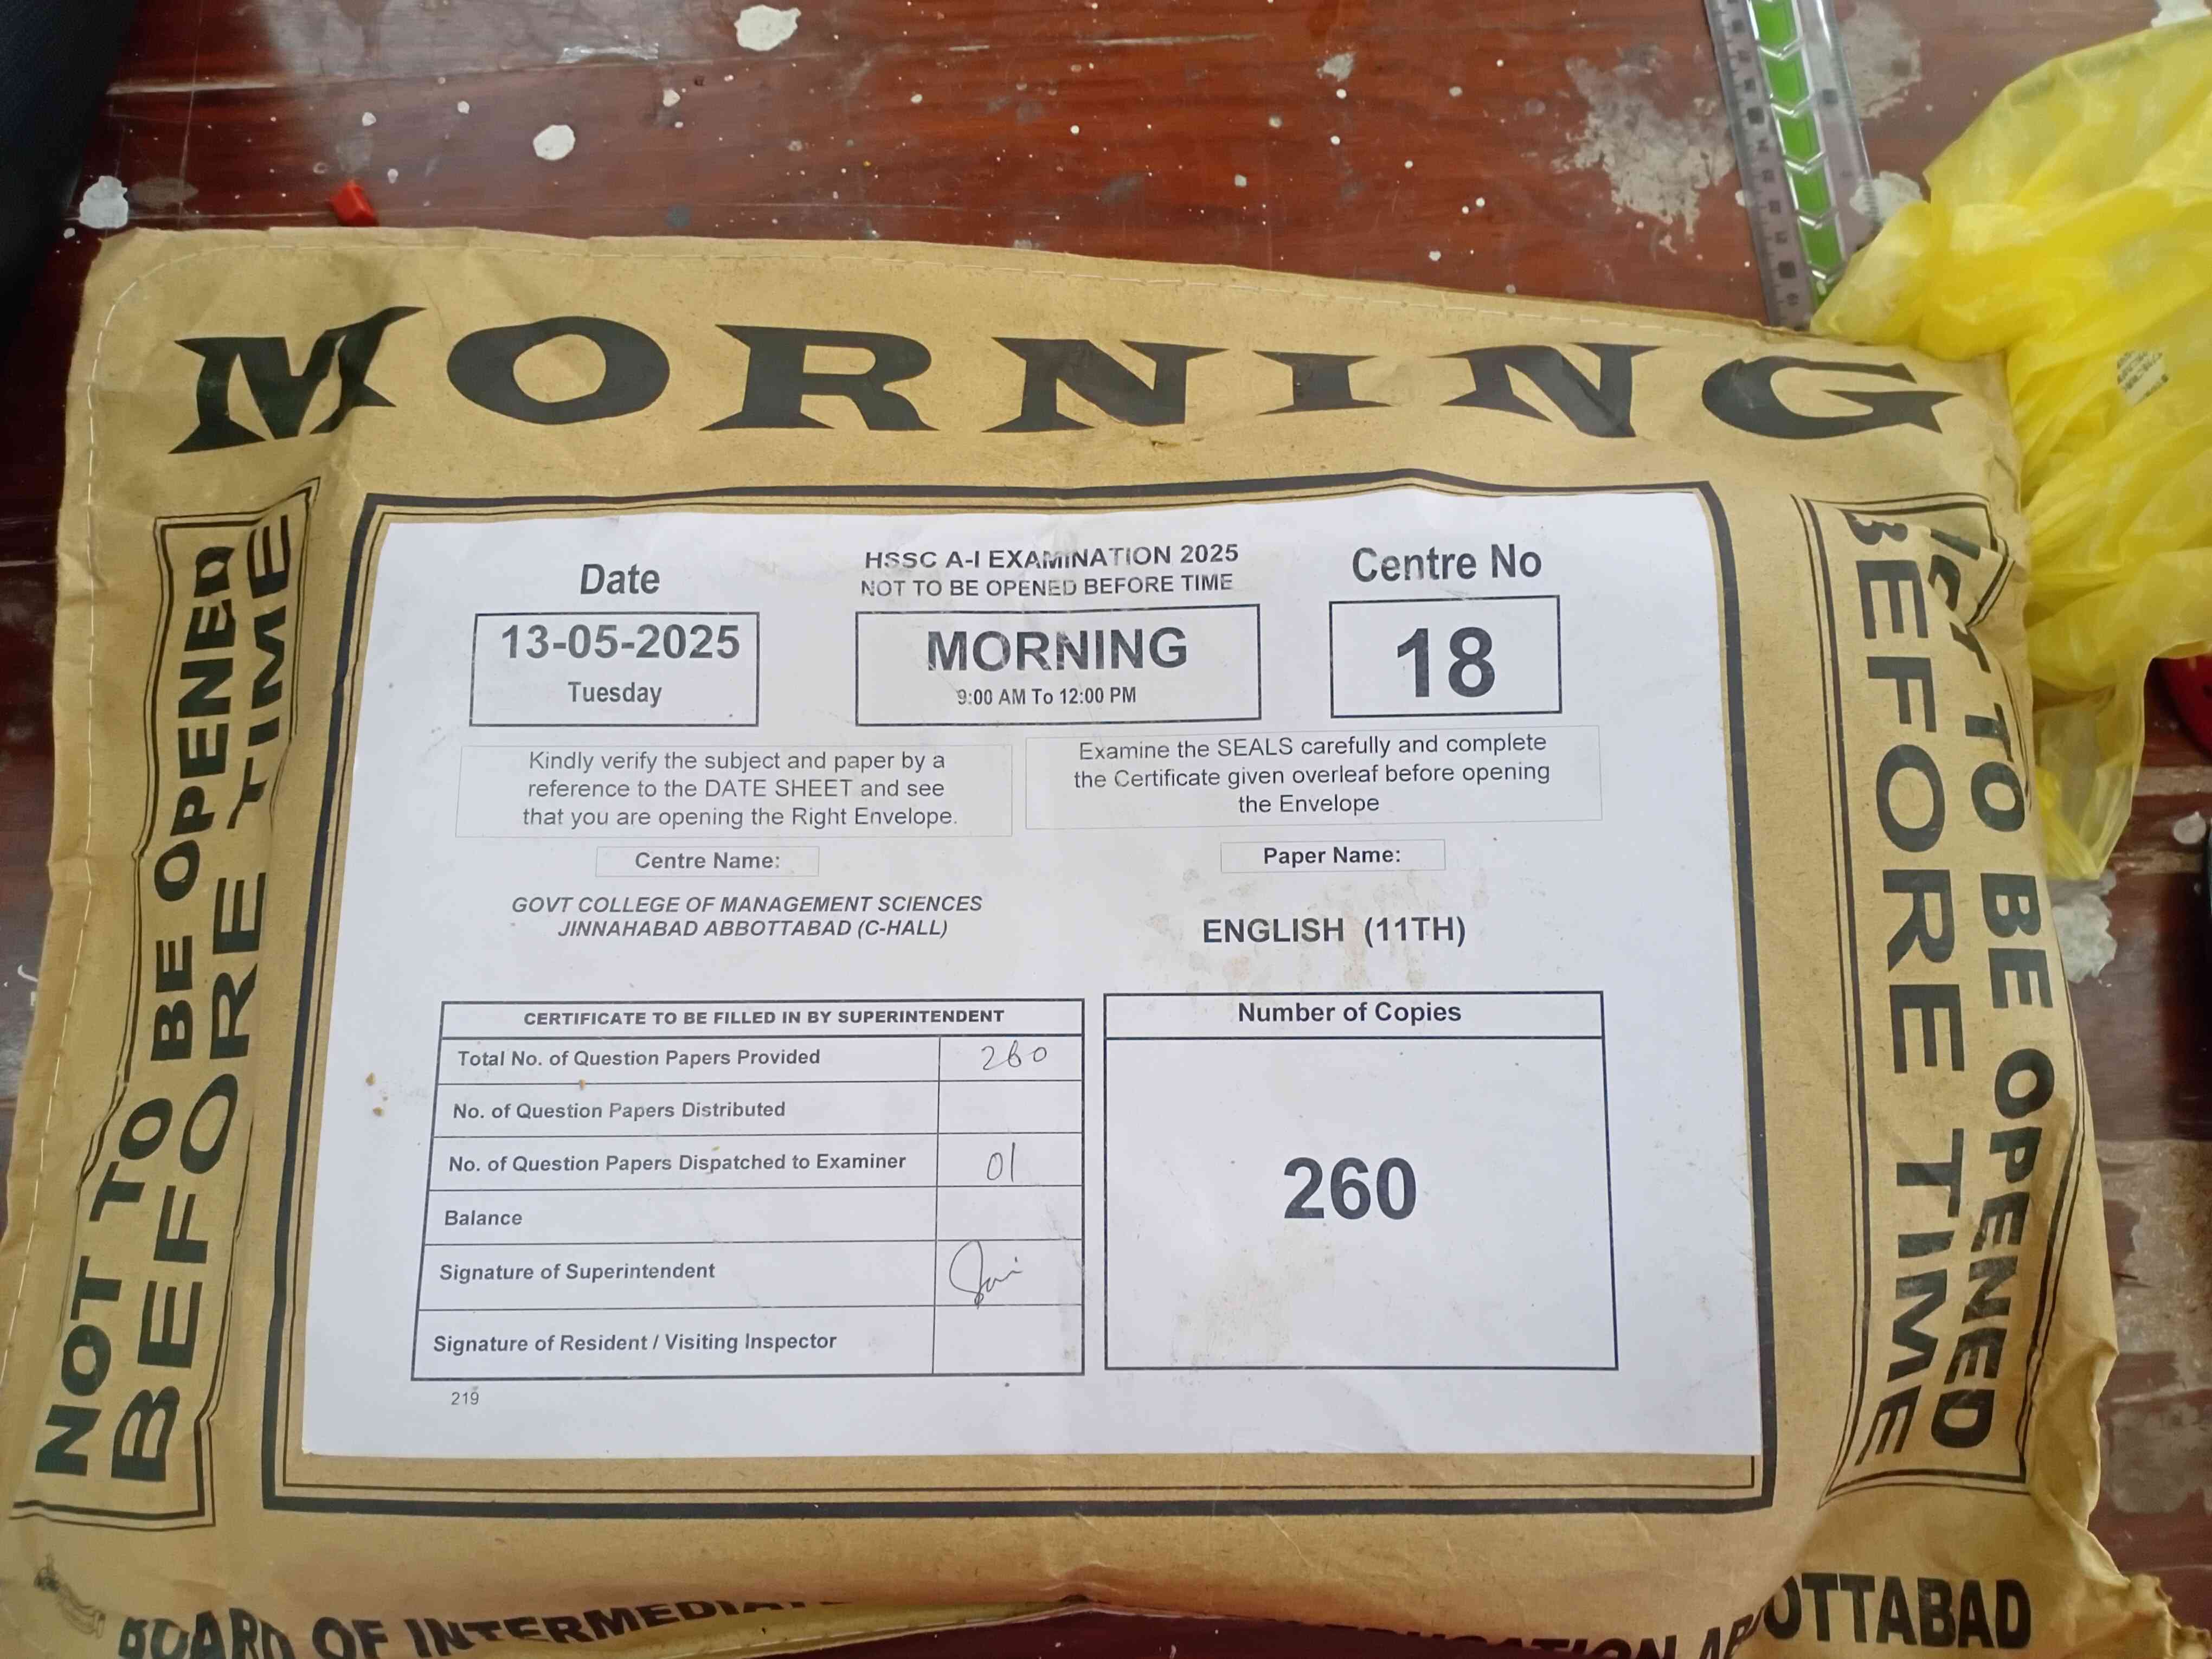 MORNING
NOT TO BE OPENED
BEFORE TIME
Date
13-05-2025
Tuesday
HSSC A-I EXAMINATION 2025
NOT TO BE OPENED BEFORE TIME
MORNING
9:00 AM To 12:00 PM
Centre No
18
Kindly verify the subject and paper by a
reference to the DATE SHEET and see
that you are opening the Right Envelope.
Examine the SEALS carefully and complete
the Certificate given overleaf before opening
the Envelope
Centre Name:
GOVT COLLEGE OF MANAGEMENT SCIENCES
JINNAHABAD ABBOTTABAD (C-HALL)
Paper Name:
ENGLISH (11TH)
CERTIFICATE TO BE FILLED IN BY SUPERINTENDENT
Total No. of Question Papers Provided 260
No. of Question Papers Distributed
No. of Question Papers Dispatched to Examiner 01
Balance
Signature of Superintendent
Signature of Resident / Visiting Inspector
219
Number of Copies
260
NOT TO BE OPENED
BEFORE TIME
BOARD OF INTERMEDIA